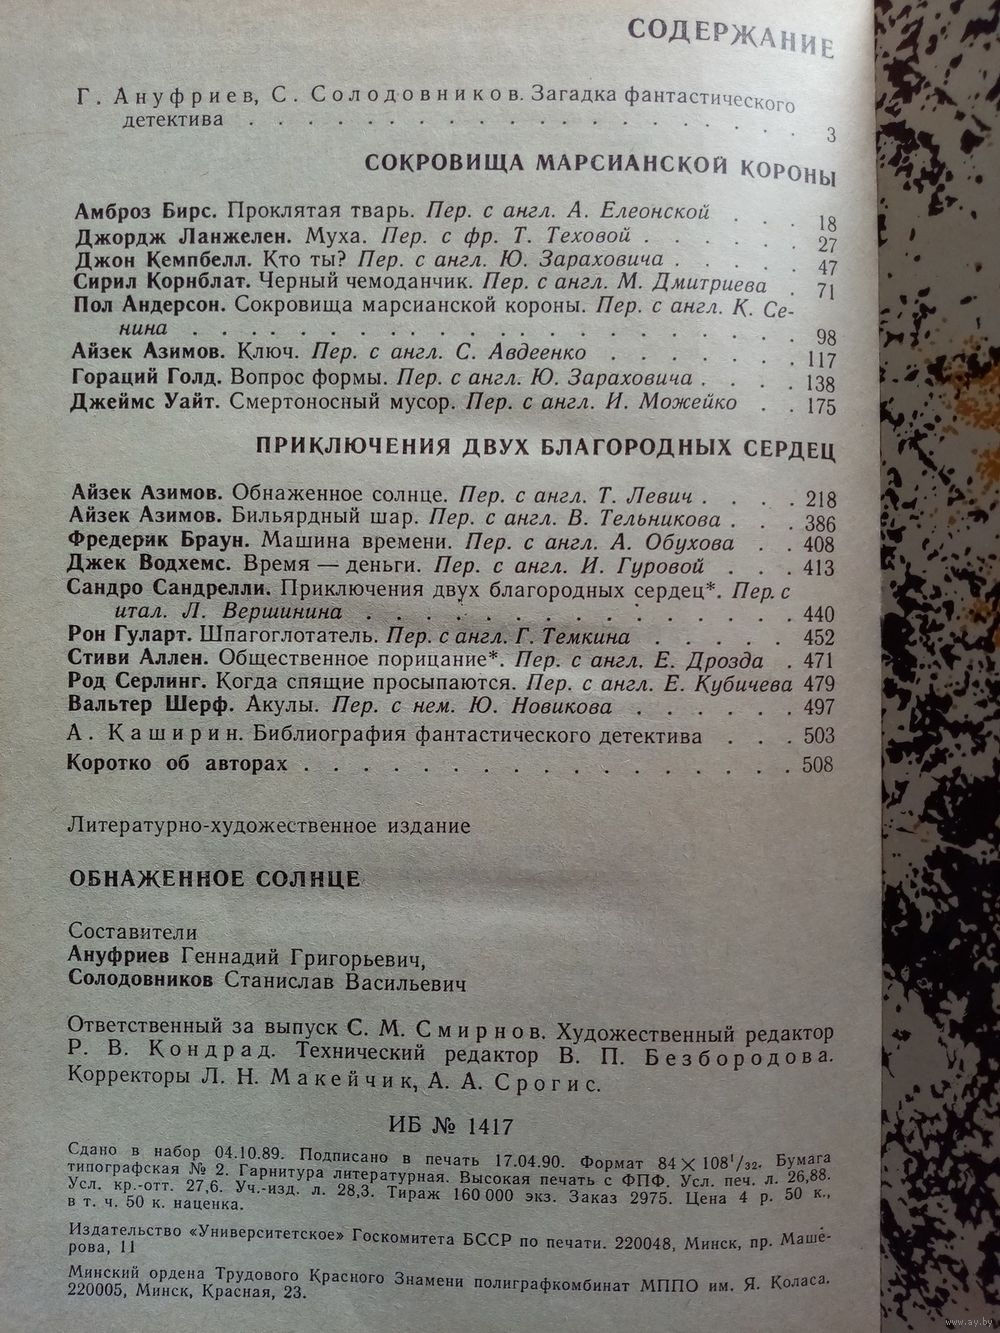 СОДЕРЖАНИЕ
Г. Ануфриев, С. Солодовников. Загадка фантастического
детектива . . . . . . . . . . . . . . . . . . . 3
СОКРОВИЩА МАРСИАНСКОЙ КОРОНЫ
Амброз Бирс. Проклятая тварь. Пер. с англ. А. Елеонской . . . 18
Джордж Ланжелен. Муха. Пер. с фр. Т. Теховой . . . . . . 27
Джон Кемпбелл. Кто ты? Пер. с англ. Ю. Зараховича . . . . . 47
Сирил Корнблат. Черный чемоданчик. Пер. с англ. М. Дмитриева . 71
Пол Андерсон. Сокровища марсианской короны. Пер. с англ. К. Се-
нина . . . . . . . . . . . . . . . . . . . . 98
Айзек Азимов. Ключ. Пер. с англ. С. Авдеенко . . . . . . . 117
Гораций Голд. Вопрос формы. Пер. с англ. Ю. Зараховича . . . . 138
Джеймс Уайт. Смертоносный мусор. Пер. с англ. И. Можейко . . 175
ПРИКЛЮЧЕНИЯ ДВУХ БЛАГОРОДНЫХ СЕРДЕЦ
Айзек Азимов. Обнаженное солнце. Пер. с англ. Т. Левич . . . . 218
Айзек Азимов. Бильярдный шар. Пер. с англ. В. Тельникова . . . 386
Фредерик Браун. Машина времени. Пер. с англ. А. Обухова . . 408
Джек Водхемс. Время — деньги. Пер. с англ. И. Гуровой . . . 413
Сандро Сандрелли. Приключения двух благородных сердец*. Пер. с
итал. Л. Вершинина . . . . . . . . . . . . . . . 440
Рон Гуларт. Шпагоглотатель. Пер. с англ. Г. Темкина . . . . . 452
Стиви Аллен. Общественное порицание*. Пер. с англ. Е. Дрозда . 471
Род Серлинг. Когда спящие просыпаются. Пер. с англ. Е. Кубичева 479
Вальтер Шерф. Акулы. Пер. с нем. Ю. Новикова . . . . . . 497
А. Каширин. Библиография фантастического детектива . . . 503
Коротко об авторах . . . . . . . . . . . . . . . . . 508
Литературно-художественное издание
ОБНАЖЕННОЕ СОЛНЦЕ
Составители
Ануфриев Геннадий Григорьевич,
Солодовников Станислав Васильевич
Ответственный за выпуск С. М. Смирнов. Художественный редактор
Р. В. Кондрад. Технический редактор В. П. Безбородова.
Корректоры Л. Н. Макейчик, А. А. Срогис.
ИБ № 1417
Сдано в набор 04.10.89. Подписано в печать 17.04.90. Формат 84 × 108¹/₃₂. Бумага
типографская № 2. Гарнитура литературная. Высокая печать с ФПФ. Усл. печ. л. 26,88.
Усл. кр.-отт. 27,6. Уч.-изд. л. 28,3. Тираж 160 000 экз. Заказ 2975. Цена 4 р. 50 к.,
в т. ч. 50 к. наценка.
Издательство «Университетское» Госкомитета БССР по печати. 220048, Минск, пр. Маше-
рова, 11
Минский ордена Трудового Красного Знамени полиграфкомбинат МППО им. Я. Коласа.
220005, Минск, Красная, 23.
www.ay.by